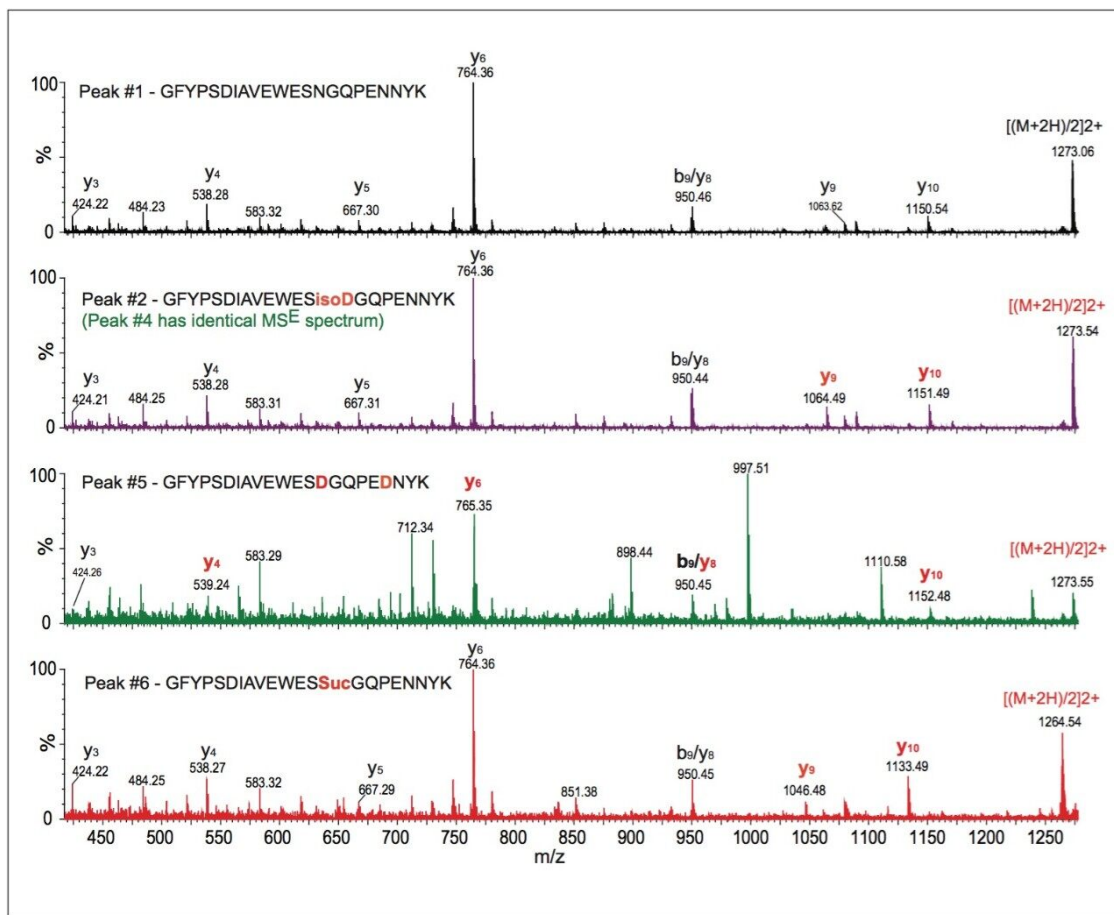 y6
764.36
100
Peak #1 - GFYPSDIAVEWESNGQPENNYK
[(M+2H)/2]2+
1273.06
%
y3
424.22
484.23
y4
538.28
583.32
y5
667.30
b9/y8
950.46
y9
1063.62
y10
1150.54
0
y6
764.36
100
Peak #2 - GFYPSDIAVEWESisoDGQPENNYK
(Peak #4 has identical MSE spectrum)
[(M+2H)/2]2+
1273.54
%
y3
424.21
484.25
y4
538.28
583.31
y5
667.31
b9/y8
950.44
y9
1064.49
y10
1151.49
0
100
Peak #5 - GFYPSDIAVEWESDGQPEDNYK
y6
765.35
997.51
712.34
%
y3
424.26
y4
539.24
583.29
898.44
b9/y8
950.45
1110.58
y10
1152.48
[(M+2H)/2]2+
1273.55
0
y6
764.36
100
Peak #6 - GFYPSDIAVEWESSucGQPENNYK
[(M+2H)/2]2+
1264.54
%
y3
424.22
484.25
y4
538.27
583.32
y5
667.29
851.38
b9/y8
950.45
y9
1046.48
y10
1133.49
0
450 500 550 600 650 700 750 800 850 900 950 1000 1050 1100 1150 1200 1250
m/z